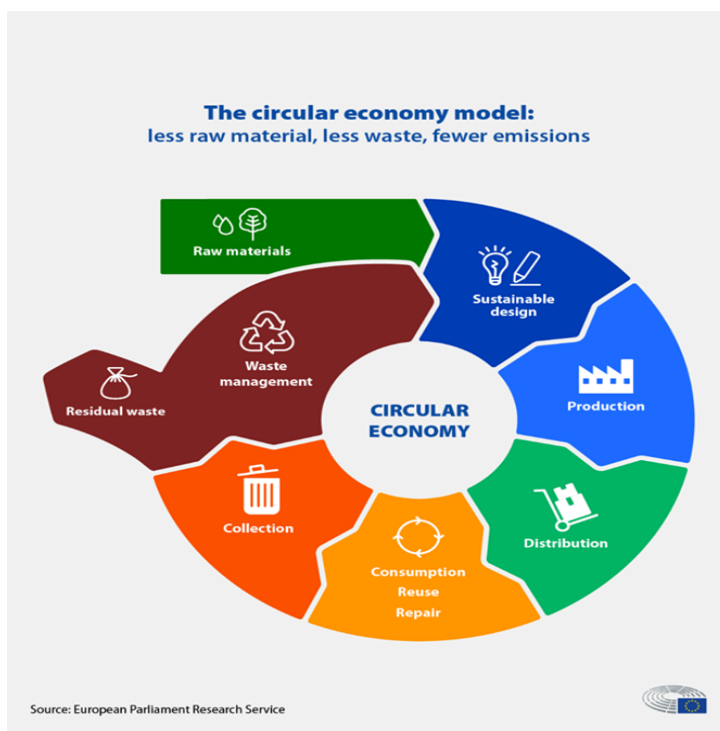 The circular economy model:
less raw material, less waste, fewer emissions
Raw materials
Sustainable
design
Production
Distribution
Consumption
Reuse
Repair
Collection
Waste
management
Residual waste
CIRCULAR
ECONOMY
Source: European Parliament Research Service